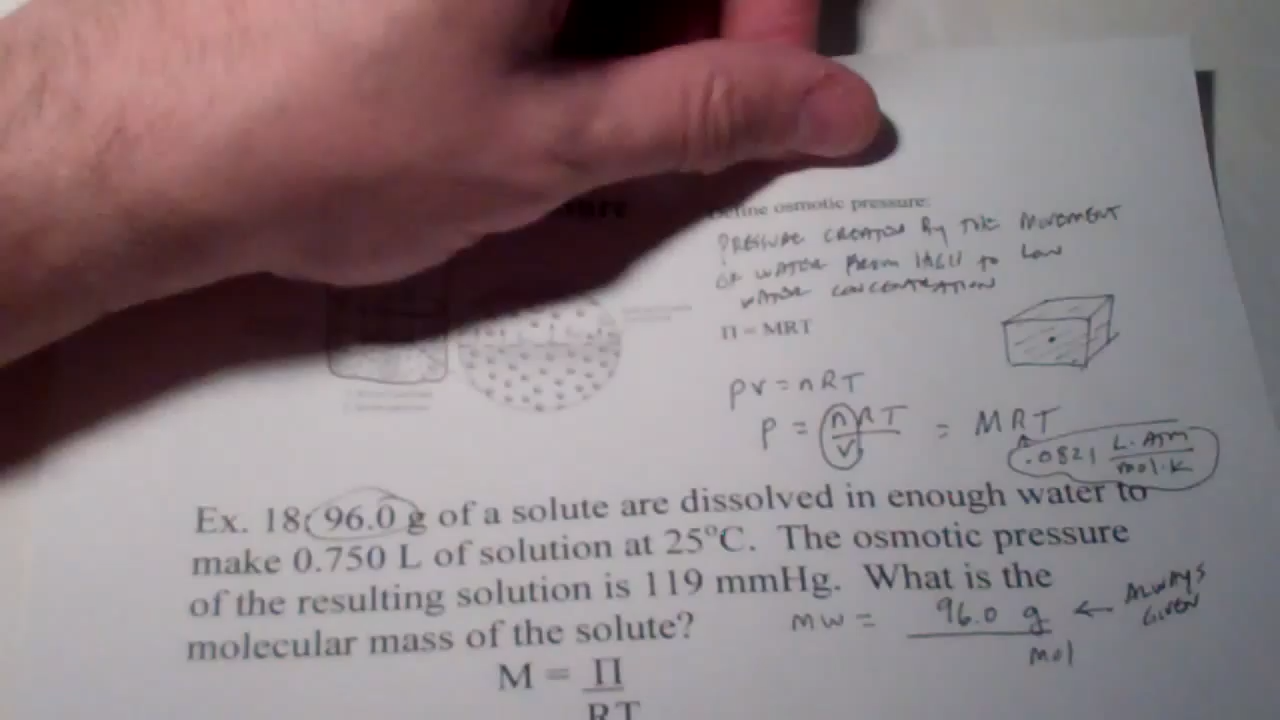 Define osmotic pressure:
PRESSURE CREATED BY THE MOVEMENT
OF WATER FROM HIGH TO LOW
WATER CONCENTRATION
Π = MRT
PV = nRT
P = nRT / V = MRT
.0821 L·ATM / mol·K
Ex. 18: 96.0 g of a solute are dissolved in enough water to
make 0.750 L of solution at 25°C. The osmotic pressure
of the resulting solution is 119 mmHg. What is the
molecular mass of the solute?
MW = 96.0 g / mol ← ALWAYS GIVEN
M = Π / RT